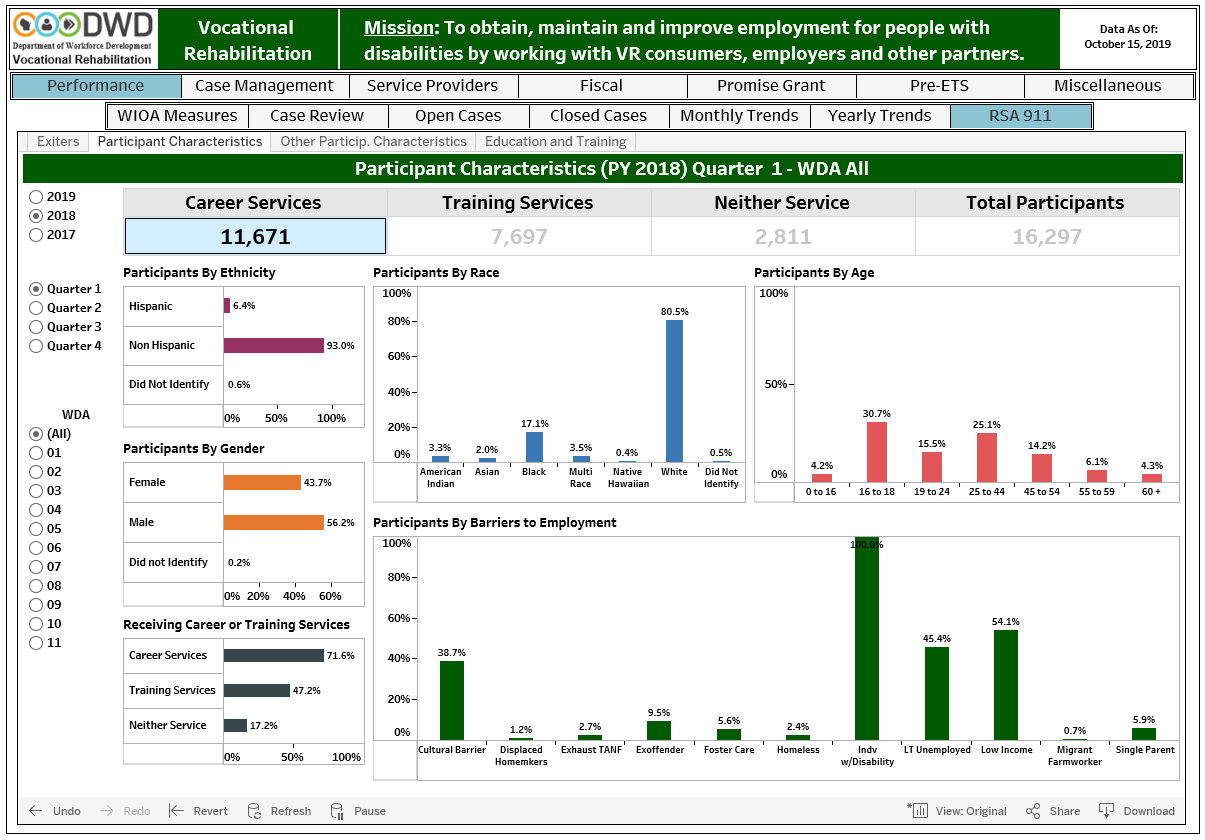 DWD
Department of Workforce Development
Vocational Rehabilitation
Vocational
Rehabilitation
Mission: To obtain, maintain and improve employment for people with
disabilities by working with VR consumers, employers and other partners.
Data As Of:
October 15, 2019
Performance
Case Management
Service Providers
Fiscal
Promise Grant
Pre-ETS
Miscellaneous
WIOA Measures
Case Review
Open Cases
Closed Cases
Monthly Trends
Yearly Trends
RSA 911
Exiters
Participant Characteristics
Other Particip. Characteristics
Education and Training
Participant Characteristics (PY 2018) Quarter 1 - WDA All
2019
2018
2017
Quarter 1
Quarter 2
Quarter 3
Quarter 4
WDA
(All)
01
02
03
04
05
06
07
08
09
10
11
Career Services
Training Services
Neither Service
Total Participants
11,671
7,697
2,811
16,297
Participants By Ethnicity
Hispanic
6.4%
Non Hispanic
93.0%
Did Not Identify
0.6%
0% 50% 100%
Participants By Gender
Female
43.7%
Male
56.2%
Did not Identify
0.2%
0% 20% 40% 60%
Receiving Career or Training Services
Career Services
71.6%
Training Services
47.2%
Neither Service
17.2%
0% 50% 100%
Participants By Race
100%
80%
60%
40%
20%
0%
3.3%
2.0%
17.1%
3.5%
0.4%
80.5%
0.5%
American
Indian
Asian
Black
Multi
Race
Native
Hawaiian
White
Did Not
Identify
Participants By Age
100%
50%
0%
4.2%
30.7%
15.5%
25.1%
14.2%
6.1%
4.3%
0 to 16
16 to 18
19 to 24
25 to 44
45 to 54
55 to 59
60 +
Participants By Barriers to Employment
100%
80%
60%
40%
20%
0%
38.7%
1.2%
2.7%
9.5%
5.6%
2.4%
100.0%
45.4%
54.1%
0.7%
5.9%
Cultural Barrier
Displaced
Homemkers
Exhaust TANF
Exoffender
Foster Care
Homeless
Indv
w/Disability
LT Unemployed
Low Income
Migrant
Farmworker
Single Parent
Undo
Redo
Revert
Refresh
Pause
View: Original
Share
Download